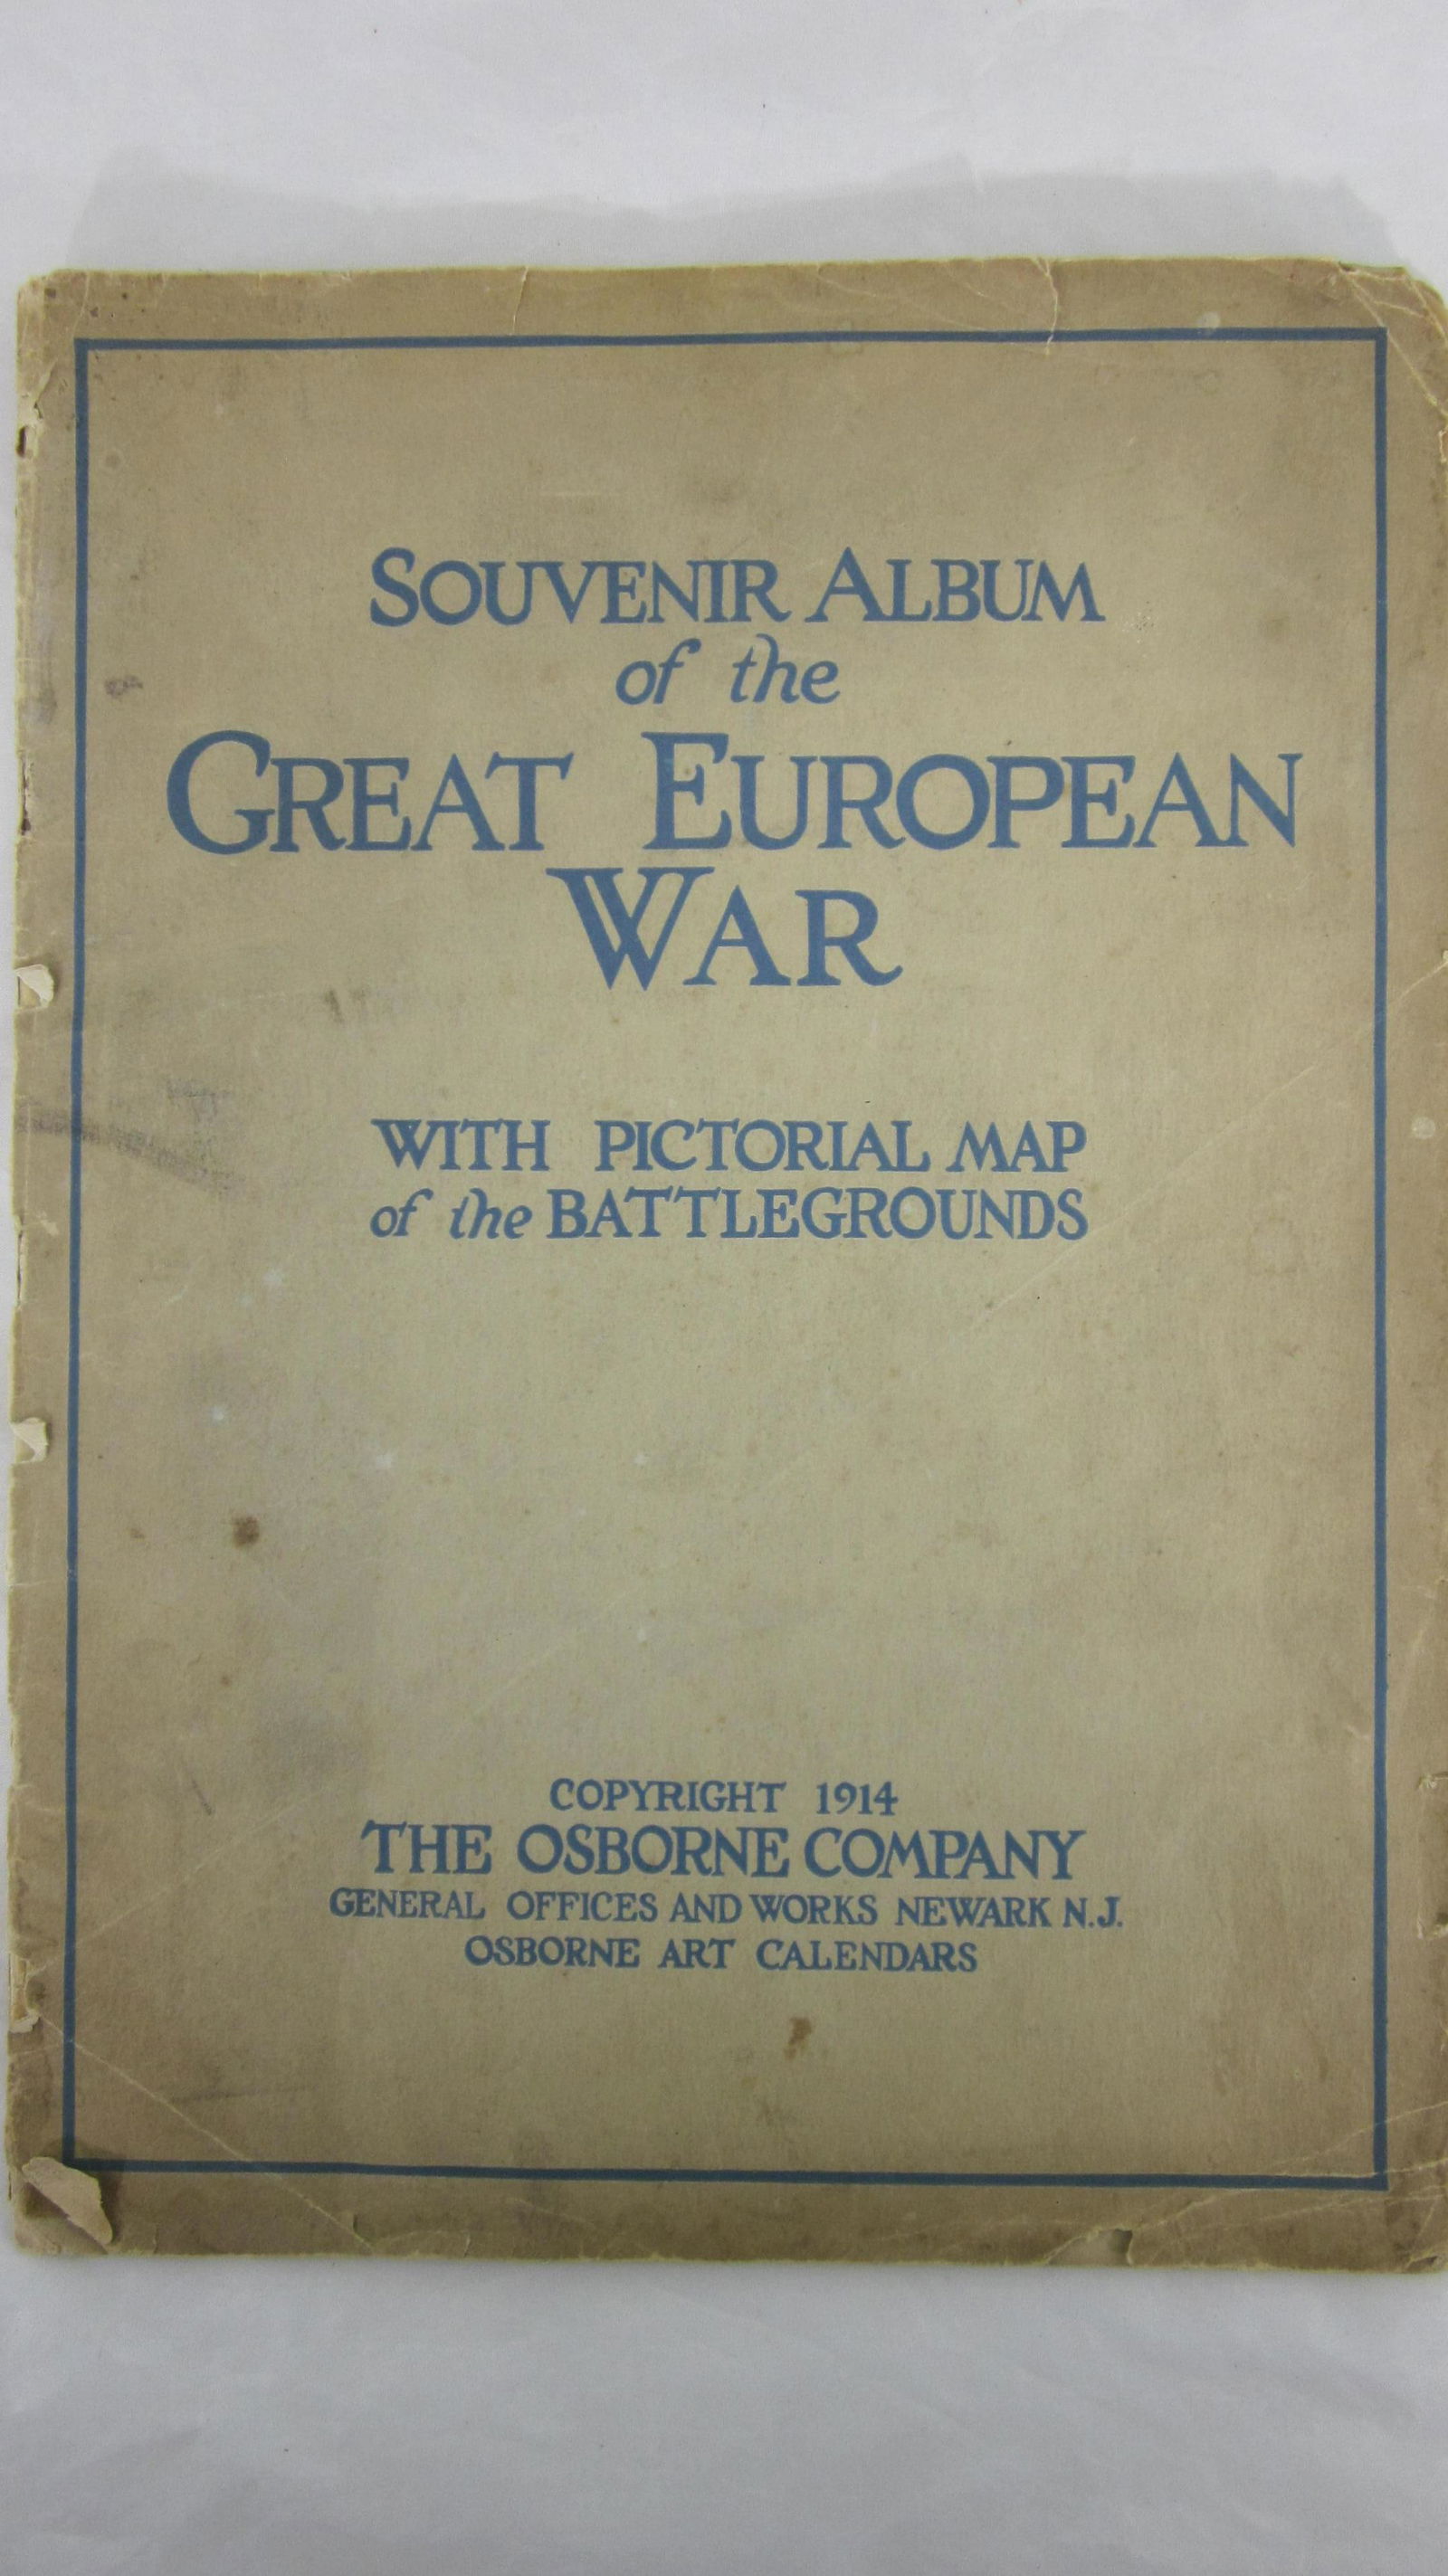 SOUVENIR ALBUM
of the
GREAT EUROPEAN
WAR
WITH PICTORIAL MAP
of the BATTLEGROUNDS
COPYRIGHT 1914
THE OSBORNE COMPANY
GENERAL OFFICES AND WORKS NEWARK N.J.
OSBORNE ART CALENDARS